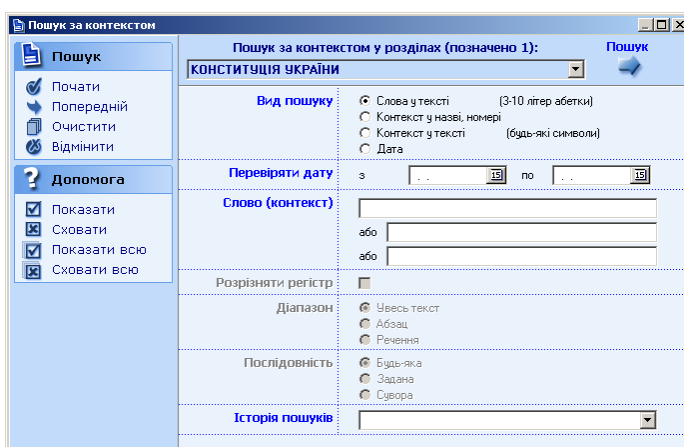 Пошук за контекстом
Пошук
Почати
Попередній
Очистити
Відмінити
Допомога
Показати
Сховати
Показати всю
Сховати всю
Пошук за контекстом у розділах (позначено 1):
Пошук
КОНСТИТУЦІЯ УКРАЇНИ
Вид пошуку
Слова у тексті (3-10 літер абетки)
Контекст у назві, номері
Контекст у тексті (будь-які символи)
Дата
Перевіряти дату з . . 15 по . . 15
Слово (контекст)
або
або
Розрізняти регістр
Діапазон
Увесь текст
Абзац
Речення
Послідовність
Будь-яка
Задана
Сувора
Історія пошуків